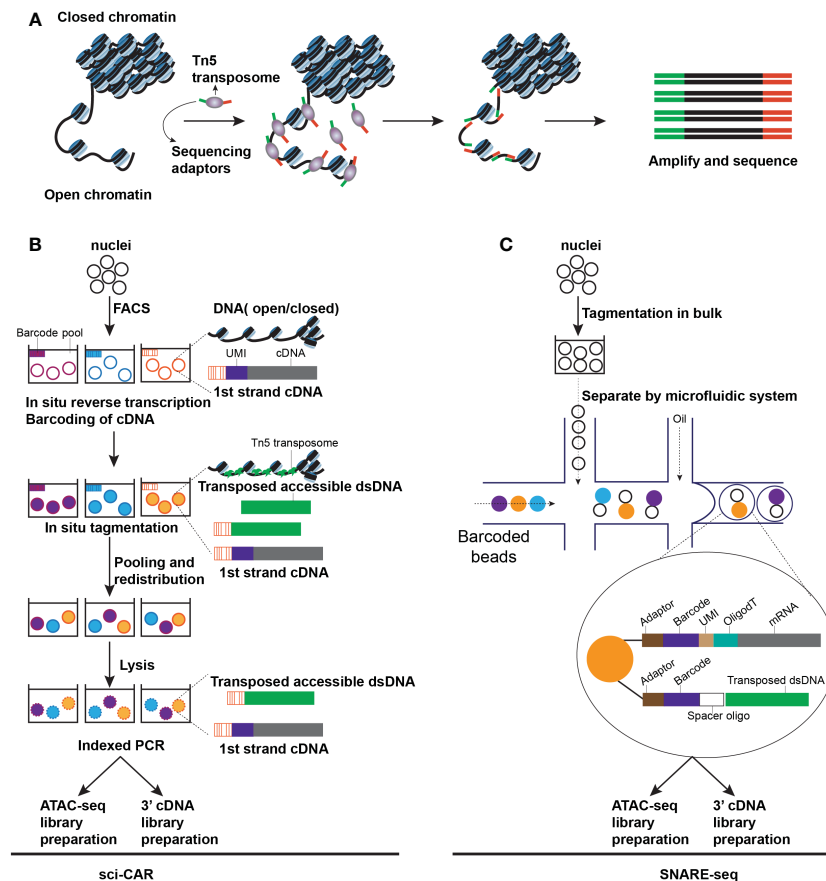 A
Closed chromatin
Tn5
transposome
Sequencing
adaptors
Open chromatin
Amplify and sequence
B
nuclei
FACS
Barcode pool
DNA( open/closed)
UMI
cDNA
1st strand cDNA
In situ reverse transcription
Barcoding of cDNA
Tn5 transposome
Transposed accessible dsDNA
In situ tagmentation
1st strand cDNA
Pooling and
redistribution
Lysis
Transposed accessible dsDNA
1st strand cDNA
Indexed PCR
ATAC-seq
library
preparation
3' cDNA
library
preparation
sci-CAR
C
nuclei
Tagmentation in bulk
Separate by microfluidic system
Oil
Barcoded
beads
Adaptor
Barcode
UMI
OligodT
mRNA
Adaptor
Barcode
Transposed dsDNA
Spacer oligo
ATAC-seq
library
preparation
3' cDNA
library
preparation
SNARE-seq